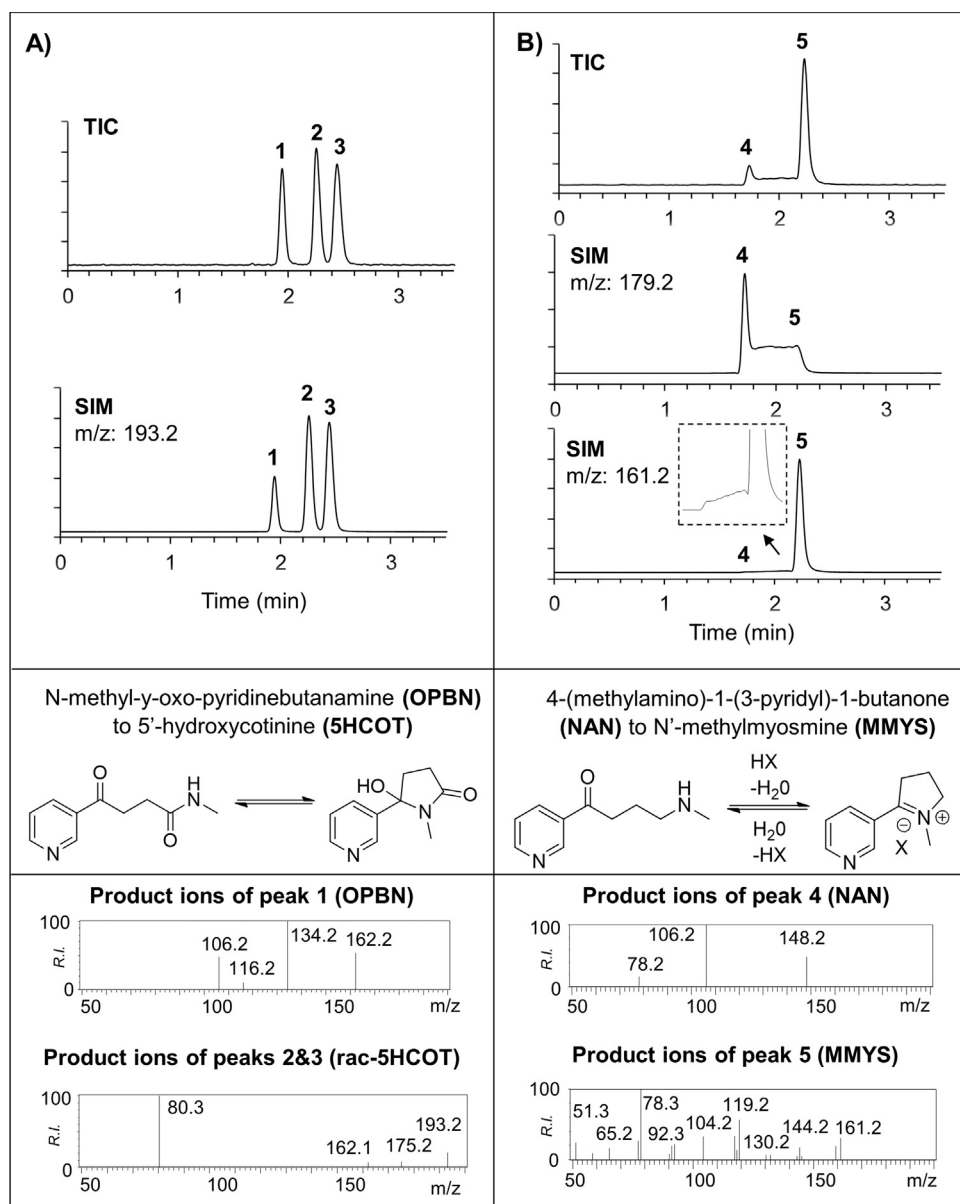 A)
TIC
1
2
3
0
1
2
3
SIM
m/z: 193.2
1
2
3
0
1
2
3
Time (min)
B)
TIC
4
5
0
1
2
3
SIM
m/z: 179.2
4
5
0
1
2
3
SIM
m/z: 161.2
4
5
0
1
2
3
Time (min)
N-methyl-y-oxo-pyridinebutanamine (OPBN)
to 5'-hydroxycotinine (5HCOT)
O
H
N
O
N
HO
N
O
N
4-(methylamino)-1-(3-pyridyl)-1-butanone
(NAN) to N'-methylmyosmine (MMYS)
O
H
N
N
HX
-H20
H20
-HX
N
+
−
X
N
Product ions of peak 1 (OPBN)
100
R.I.
0
106.2
116.2
134.2
162.2
50
100
150
m/z
Product ions of peaks 2&3 (rac-5HCOT)
100
R.I.
0
80.3
162.1
175.2
193.2
50
100
150
m/z
Product ions of peak 4 (NAN)
100
R.I.
0
78.2
106.2
148.2
50
100
150
m/z
Product ions of peak 5 (MMYS)
100
R.I.
0
51.3
65.2
78.3
92.3
104.2
119.2
130.2
144.2
161.2
50
100
150
m/z